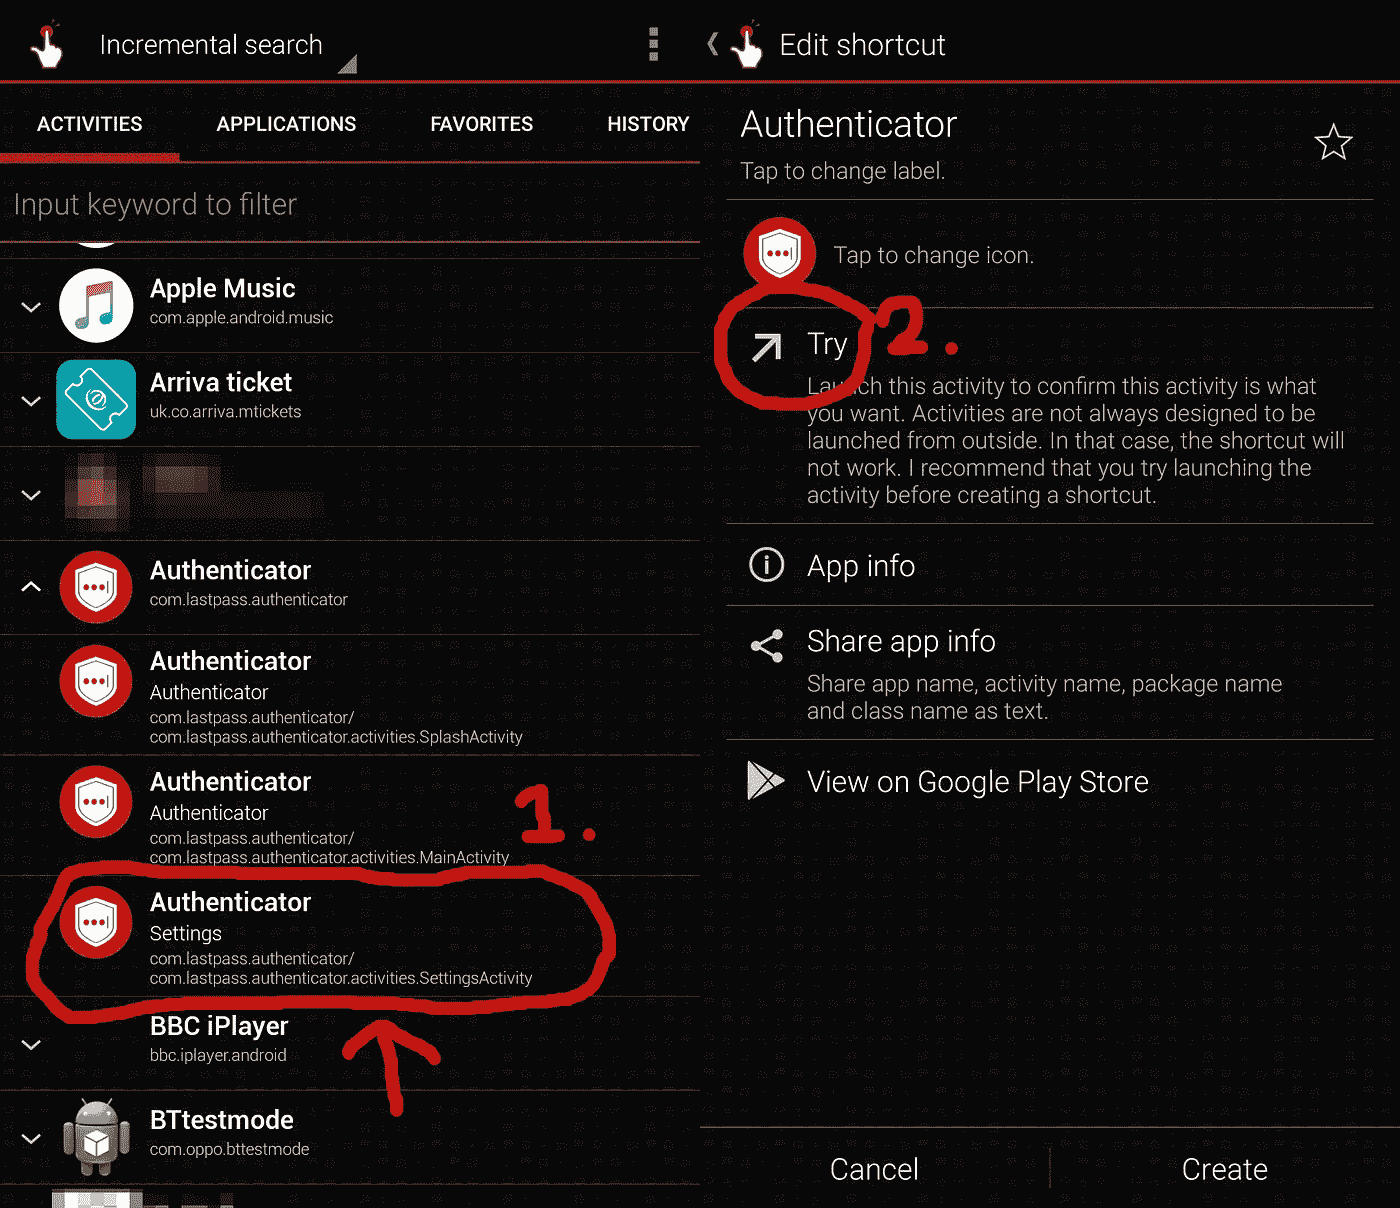 Incremental search
ACTIVITIES APPLICATIONS FAVORITES HISTORY
Input keyword to filter
Apple Music
com.apple.android.music
Arriva ticket
uk.co.arriva.mtickets
Authenticator
com.lastpass.authenticator
Authenticator
Authenticator
com.lastpass.authenticator/
com.lastpass.authenticator.activities.SplashActivity
Authenticator
Authenticator
com.lastpass.authenticator/
com.lastpass.authenticator.activities.MainActivity
1.
Authenticator
Settings
com.lastpass.authenticator/
com.lastpass.authenticator.activities.SettingsActivity
BBC iPlayer
bbc.iplayer.android
BTtestmode
com.oppo.bttestmode
Edit shortcut
Authenticator
Tap to change label.
Tap to change icon.
Try
2.
Launch this activity to confirm this activity is what
you want. Activities are not always designed to be
launched from outside. In that case, the shortcut will
not work. I recommend that you try launching the
activity before creating a shortcut.
App info
Share app info
Share app name, activity name, package name
and class name as text.
View on Google Play Store
Cancel Create